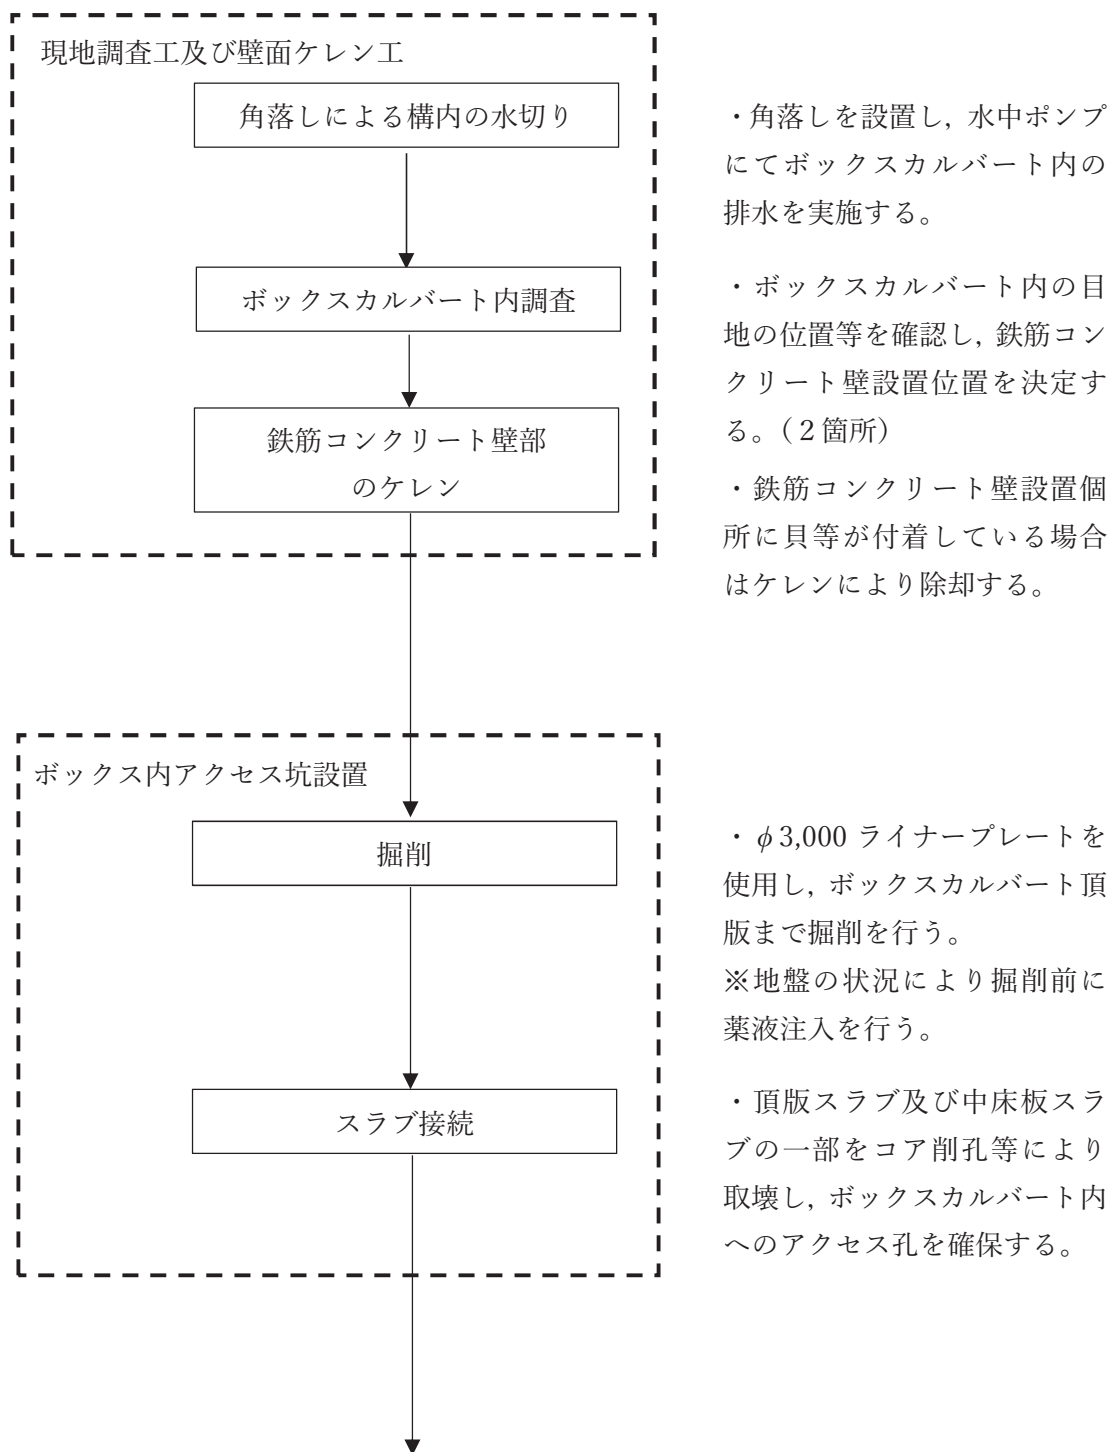 現地調査工及び壁面ケレン工
角落しによる構内の水切り
・角落しを設置し, 水中ポンプ
にてボックスカルバート内の
排水を実施する。
ボックスカルバート内調査
・ボックスカルバート内の目
地の位置等を確認し, 鉄筋コン
クリート壁設置位置を決定す
る。(２箇所)
鉄筋コンクリート壁部
のケレン
・鉄筋コンクリート壁設置個
所に貝等が付着している場合
はケレンにより除却する。
ボックス内アクセス坑設置
掘削
・φ3,000 ライナープレートを
使用し, ボックスカルバート頂
版まで掘削を行う。
※地盤の状況により掘削前に
薬液注入を行う。
スラブ接続
・頂版スラブ及び中床板スラ
ブの一部をコア削孔等により
取壊し, ボックスカルバート内
へのアクセス孔を確保する。